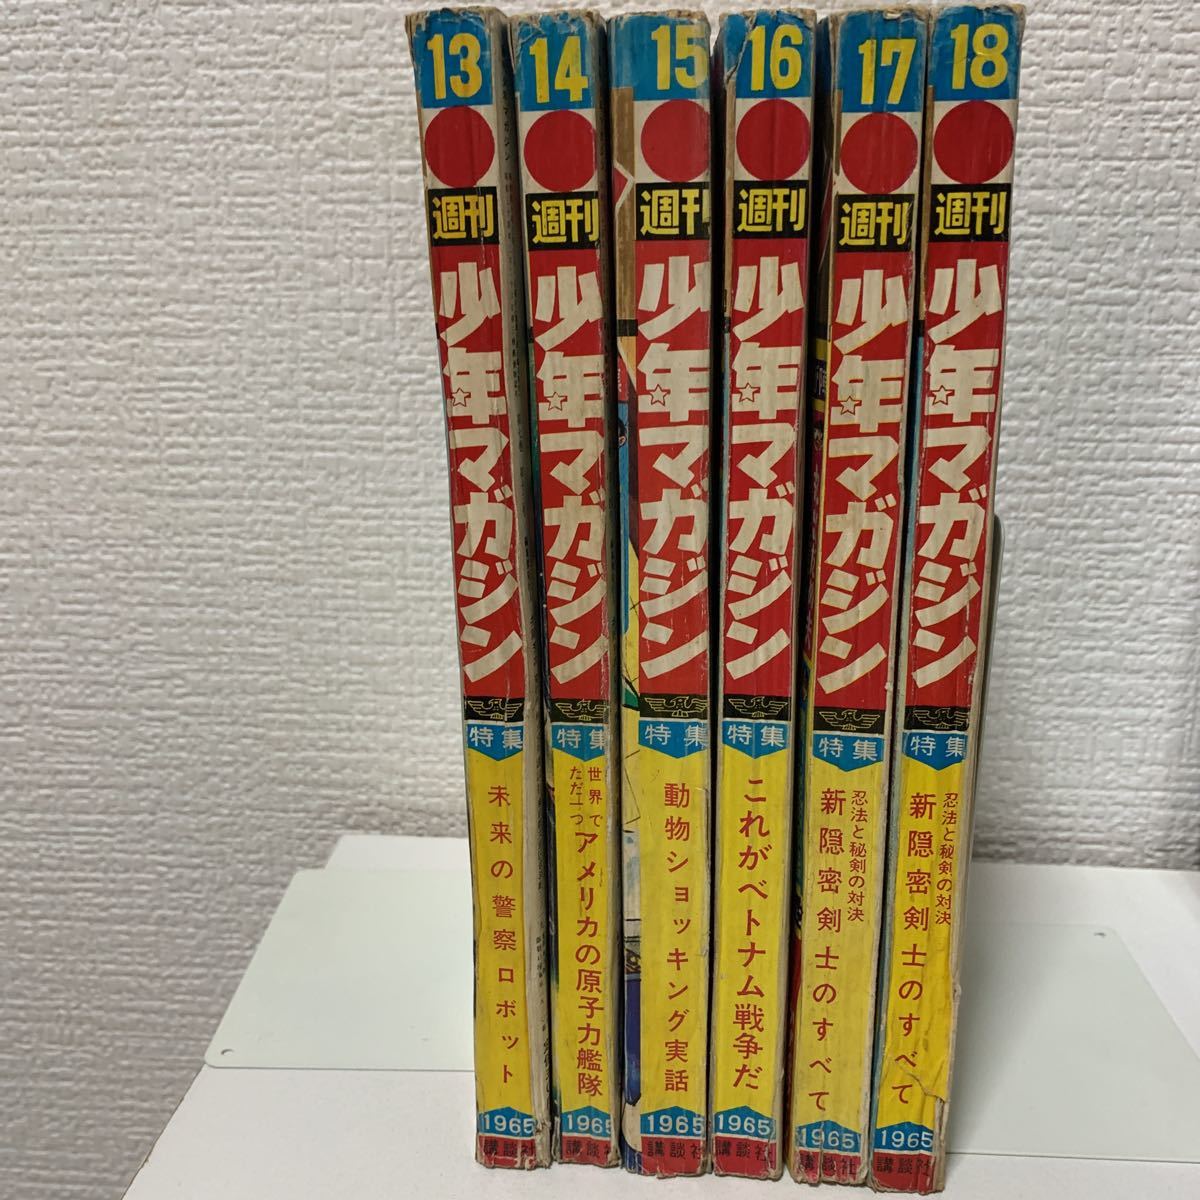 13
週刊
少年マガジン
特集
未来の警察ロボット
1965
講談社
14
週刊
少年マガジン
特集
世界で
ただ一つ
アメリカの原子力艦隊
1965
講談社
15
週刊
少年マガジン
特集
動物ショッキング実話
1965
講談社
16
週刊
少年マガジン
特集
これがベトナム戦争だ
1965
講談社
17
週刊
少年マガジン
特集
忍法と秘剣の対決
新隠密剣士のすべて
1965
講談社
18
週刊
少年マガジン
特集
忍法と秘剣の対決
新隠密剣士のすべて
1965
講談社